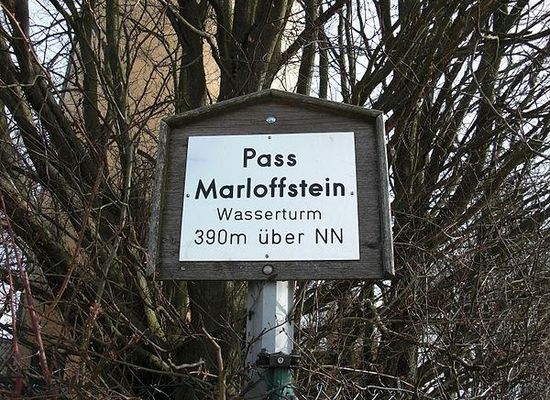 Pass
Marloffstein
Wasserturm
390m über NN